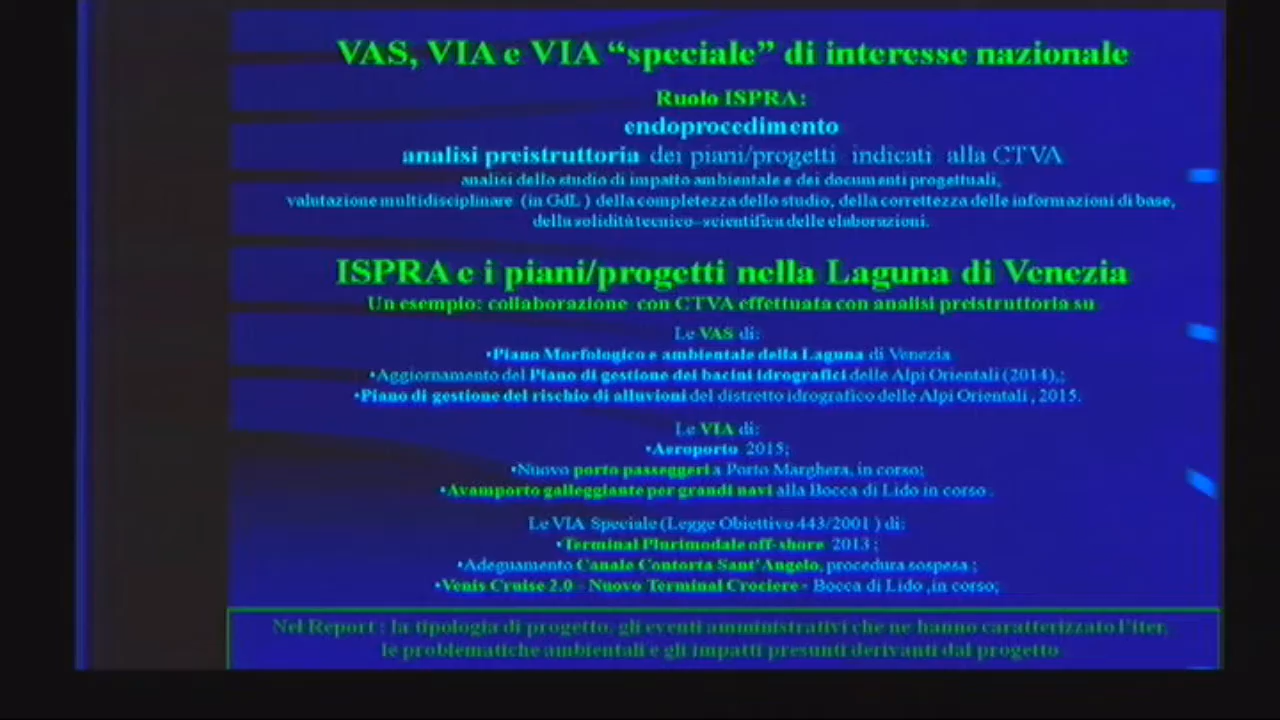 VAS, VIA e VIA “speciale” di interesse nazionale
Ruolo ISPRA:
endoprocedimento
analisi preistruttoria dei piani/progetti indicati alla CTVA
analisi dello studio di impatto ambientale e dei documenti progettuali,
valutazione multidisciplinare (in GdL ) della completezza dello studio, della correttezza delle informazioni di base,
della solidità tecnico–scientifica delle elaborazioni.
ISPRA e i piani/progetti nella Laguna di Venezia
Un esempio: collaborazione con CTVA effettuata con analisi preistruttoria su
Le VAS di:
•Piano Morfologico e ambientale della Laguna di Venezia
•Aggiornamento del Piano di gestione dei bacini idrografici delle Alpi Orientali (2014),;
•Piano di gestione del rischio di alluvioni del distretto idrografico delle Alpi Orientali , 2015.
Le VIA di:
•Aeroporto 2015;
•Nuovo porto passeggeri a Porto Marghera, in corso;
•Avamporto galleggiante per grandi navi alla Bocca di Lido in corso .
Le VIA Speciale (Legge Obiettivo 443/2001 ) di:
•Terminal Plurimodale off-shore 2013 ;
•Adeguamento Canale Contorta Sant'Angelo, procedura sospesa ;
•Venis Cruise 2.0 - Nuovo Terminal Crociere - Bocca di Lido ,in corso;
Nel Report : la tipologia di progetto, gli eventi amministrativi che ne hanno caratterizzato l'iter,
le problematiche ambientali e gli impatti presunti derivanti dal progetto